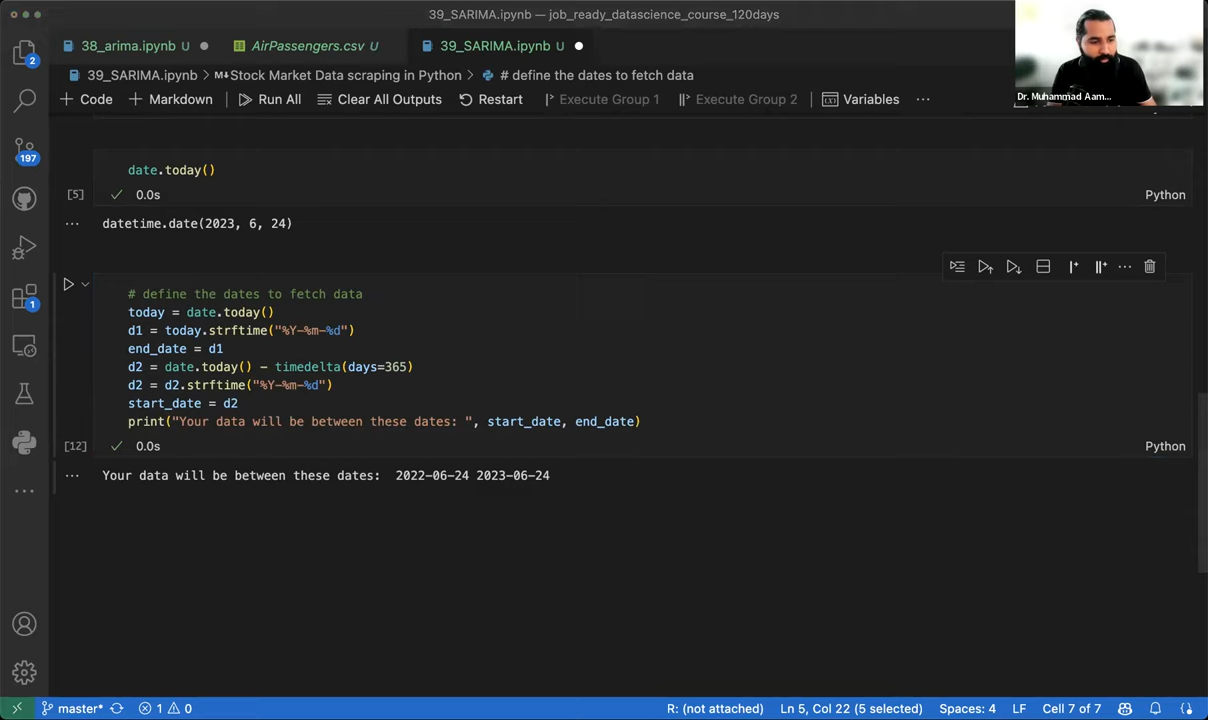 39_SARIMA.ipynb — job_ready_datascience_course_120days
38_arima.ipynb U
AirPassengers.csv U
39_SARIMA.ipynb U
39_SARIMA.ipynb > M↓Stock Market Data scraping in Python > # define the dates to fetch data
+ Code + Markdown Run All Clear All Outputs Restart Execute Group 1 Execute Group 2 Variables ...
Dr. Muhammad Aam...
2
197
1
date.today()
[5] ✓ 0.0s Python
... datetime.date(2023, 6, 24)
# define the dates to fetch data
today = date.today()
d1 = today.strftime("%Y-%m-%d")
end_date = d1
d2 = date.today() - timedelta(days=365)
d2 = d2.strftime("%Y-%m-%d")
start_date = d2
print("Your data will be between these dates: ", start_date, end_date)
[12] ✓ 0.0s Python
... Your data will be between these dates:  2022-06-24 2023-06-24
master* 1 0 R: (not attached) Ln 5, Col 22 (5 selected) Spaces: 4 LF Cell 7 of 7